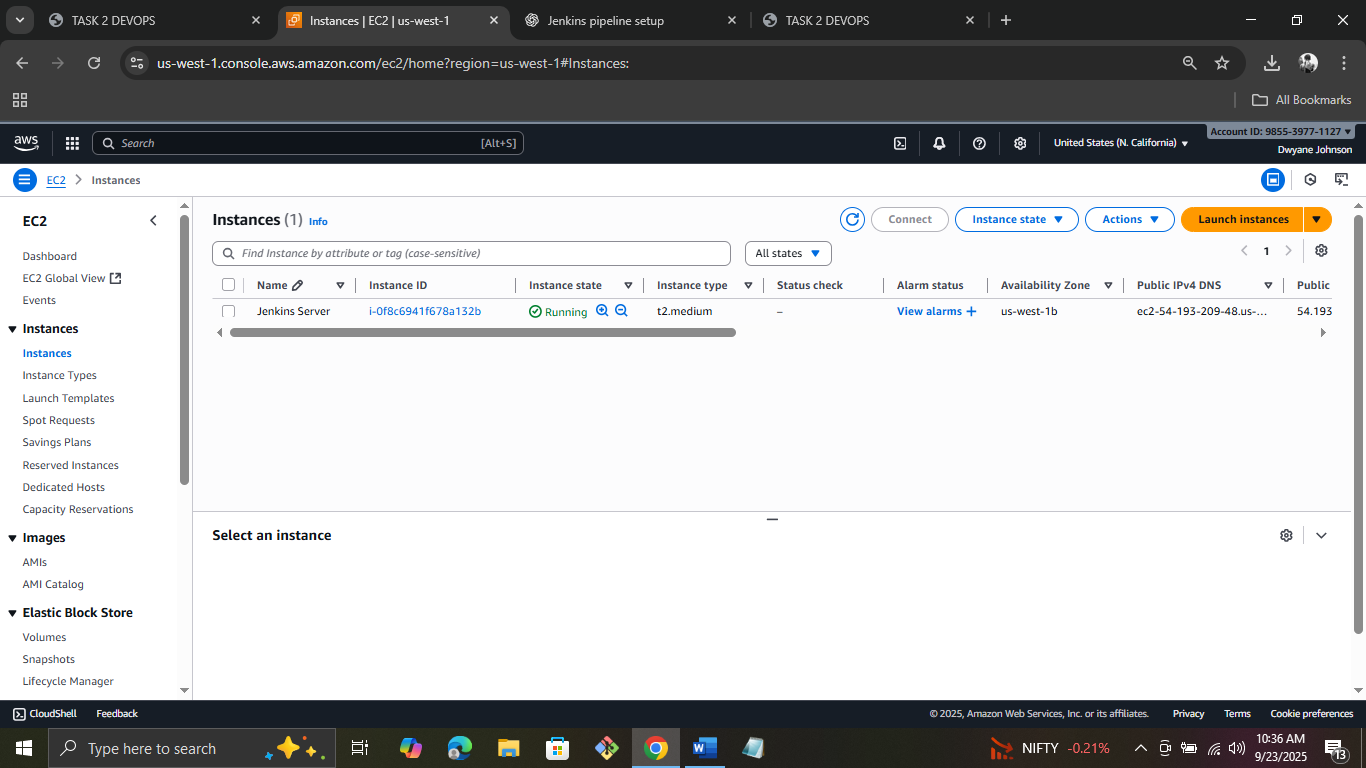 TASK 2 DEVOPS
Instances | EC2 | us-west-1
Jenkins pipeline setup
TASK 2 DEVOPS
us-west-1.console.aws.amazon.com/ec2/home?region=us-west-1#Instances:
All Bookmarks
aws
Search
[Alt+S]
United States (N. California)
Account ID: 9855-3977-1127
Dwyane Johnson
EC2
Instances
EC2
Dashboard
EC2 Global View
Events
Instances
Instances
Instance Types
Launch Templates
Spot Requests
Savings Plans
Reserved Instances
Dedicated Hosts
Capacity Reservations
Images
AMIs
AMI Catalog
Elastic Block Store
Volumes
Snapshots
Lifecycle Manager
Instances (1) Info
Connect
Instance state
Actions
Launch instances
Find Instance by attribute or tag (case-sensitive)
All states
1
Name Instance ID Instance state Instance type Status check Alarm status Availability Zone Public IPv4 DNS Public
Jenkins Server i-0f8c6941f678a132b Running t2.medium – View alarms + us-west-1b ec2-54-193-209-48.us-... 54.193
Select an instance
CloudShell Feedback
© 2025, Amazon Web Services, Inc. or its affiliates. Privacy Terms Cookie preferences
Type here to search
NIFTY -0.21%
10:36 AM
9/23/2025
13